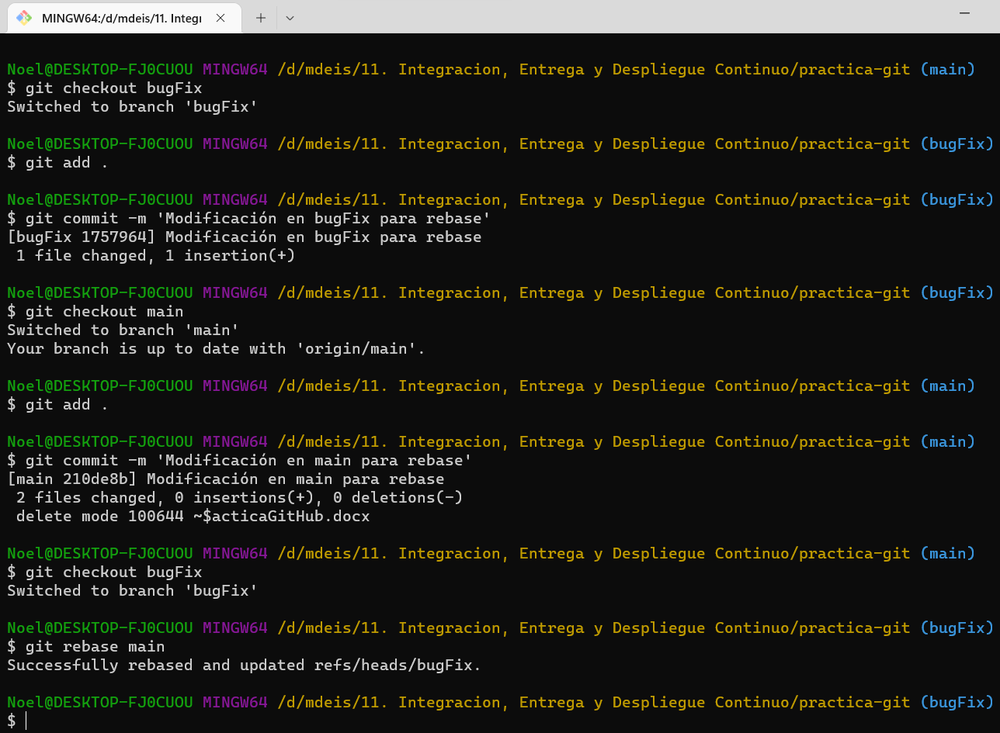 MINGW64:/d/mdeis/11. Integr
Noel@DESKTOP-FJ0CUOU MINGW64 /d/mdeis/11. Integracion, Entrega y Despliegue Continuo/practica-git (main)
$ git checkout bugFix
Switched to branch 'bugFix'
Noel@DESKTOP-FJ0CUOU MINGW64 /d/mdeis/11. Integracion, Entrega y Despliegue Continuo/practica-git (bugFix)
$ git add .
Noel@DESKTOP-FJ0CUOU MINGW64 /d/mdeis/11. Integracion, Entrega y Despliegue Continuo/practica-git (bugFix)
$ git commit -m 'Modificación en bugFix para rebase'
[bugFix 1757964] Modificación en bugFix para rebase
 1 file changed, 1 insertion(+)
Noel@DESKTOP-FJ0CUOU MINGW64 /d/mdeis/11. Integracion, Entrega y Despliegue Continuo/practica-git (bugFix)
$ git checkout main
Switched to branch 'main'
Your branch is up to date with 'origin/main'.
Noel@DESKTOP-FJ0CUOU MINGW64 /d/mdeis/11. Integracion, Entrega y Despliegue Continuo/practica-git (main)
$ git add .
Noel@DESKTOP-FJ0CUOU MINGW64 /d/mdeis/11. Integracion, Entrega y Despliegue Continuo/practica-git (main)
$ git commit -m 'Modificación en main para rebase'
[main 210de8b] Modificación en main para rebase
 2 files changed, 0 insertions(+), 0 deletions(-)
 delete mode 100644 ~$acticaGitHub.docx
Noel@DESKTOP-FJ0CUOU MINGW64 /d/mdeis/11. Integracion, Entrega y Despliegue Continuo/practica-git (main)
$ git checkout bugFix
Switched to branch 'bugFix'
Noel@DESKTOP-FJ0CUOU MINGW64 /d/mdeis/11. Integracion, Entrega y Despliegue Continuo/practica-git (bugFix)
$ git rebase main
Successfully rebased and updated refs/heads/bugFix.
Noel@DESKTOP-FJ0CUOU MINGW64 /d/mdeis/11. Integracion, Entrega y Despliegue Continuo/practica-git (bugFix)
$